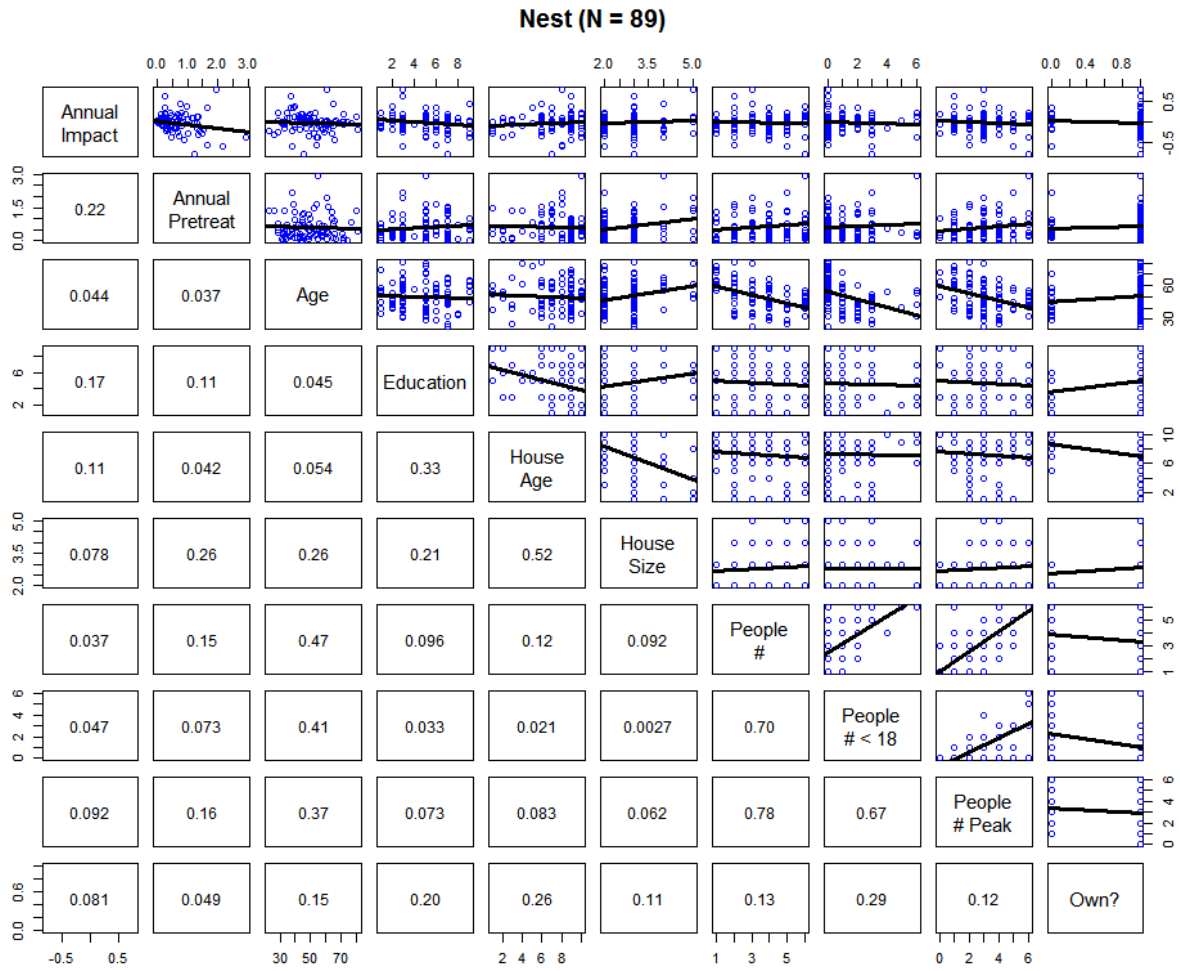 Nest (N = 89)
0.0 1.0 2.0 3.0 2 4 6 8 2.0 3.5 5.0 0 2 4 6 0.0 0.4 1.0
Annual
Impact
0.5
-0.5
3.0
1.5
0.0
0.22
Annual
Pretreat
0.044 0.037 Age
60
30
6
2
0.17 0.11 0.045 Education
0.11 0.042 0.054 0.33
House
Age
10
6
2
5.0
3.5
2.0
0.078 0.26 0.26 0.21 0.52
House
Size
0.037 0.15 0.47 0.096 0.12 0.092
People
#
5
3
1
6
4
2
0
0.047 0.073 0.41 0.033 0.021 0.0027 0.70
People
# < 18
0.092 0.16 0.37 0.073 0.083 0.062 0.78 0.67
People
# Peak
6
4
2
0
0.6
0.0
0.081 0.049 0.15 0.20 0.26 0.11 0.13 0.29 0.12 Own?
-0.5 0.5 30 50 70 2 4 6 8 1 3 5 0 1 2 3 4 5 6